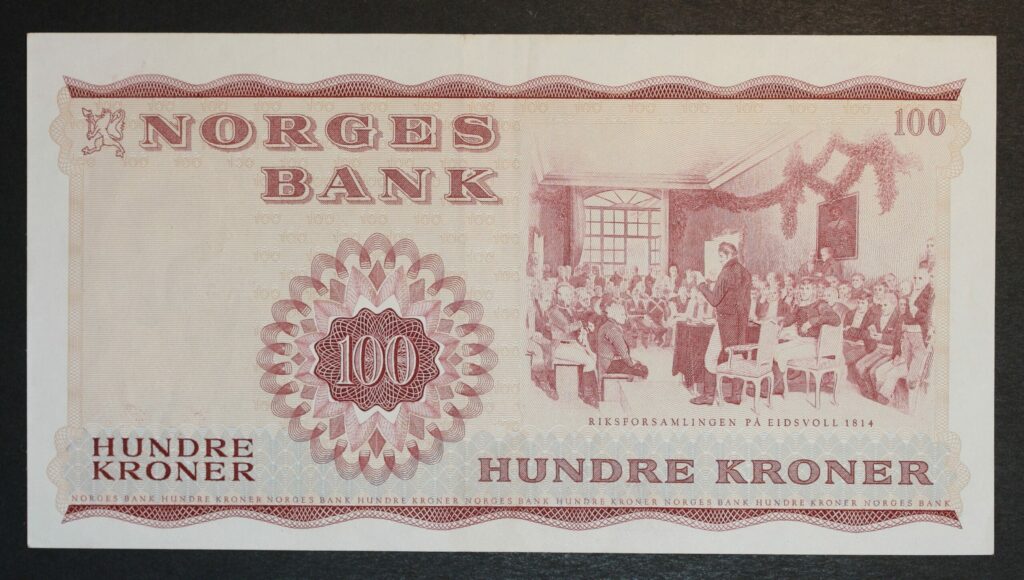 NORGES
BANK
100
100
RIKSFORSAMLINGEN PÅ EIDSVOLL 1814
HUNDRE
KRONER
HUNDRE KRONER
NORGES BANK HUNDRE KRONER NORGES BANK HUNDRE KRONER NORGES BANK HUNDRE KRONER NORGES BANK HUNDRE KRONER NORGES BANK